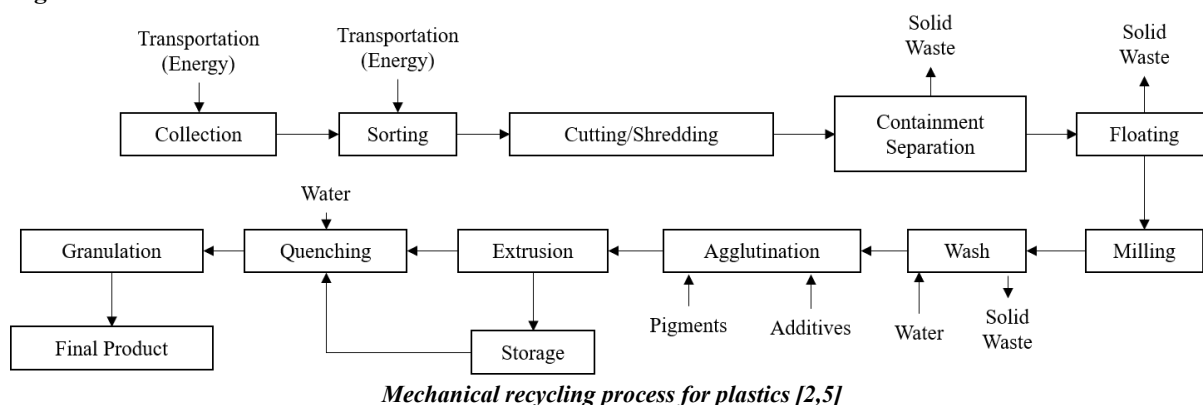 Transportation
(Energy)
Transportation
(Energy)
Solid
Waste
Solid
Waste
Collection
Sorting
Cutting/Shredding
Containment
Separation
Floating
Water
Granulation
Quenching
Extrusion
Agglutination
Wash
Milling
Pigments
Additives
Water
Solid
Waste
Final Product
Storage
Mechanical recycling process for plastics [2,5]